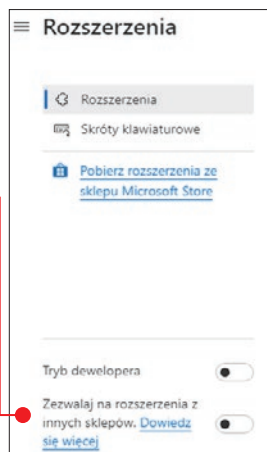 Rozszerzenia
Rozszerzenia
Skróty klawiaturowe
Pobierz rozszerzenia ze
sklepu Microsoft Store
Tryb dewelopera
Zezwalaj na rozszerzenia z
innych sklepów. Dowiedz
się więcej